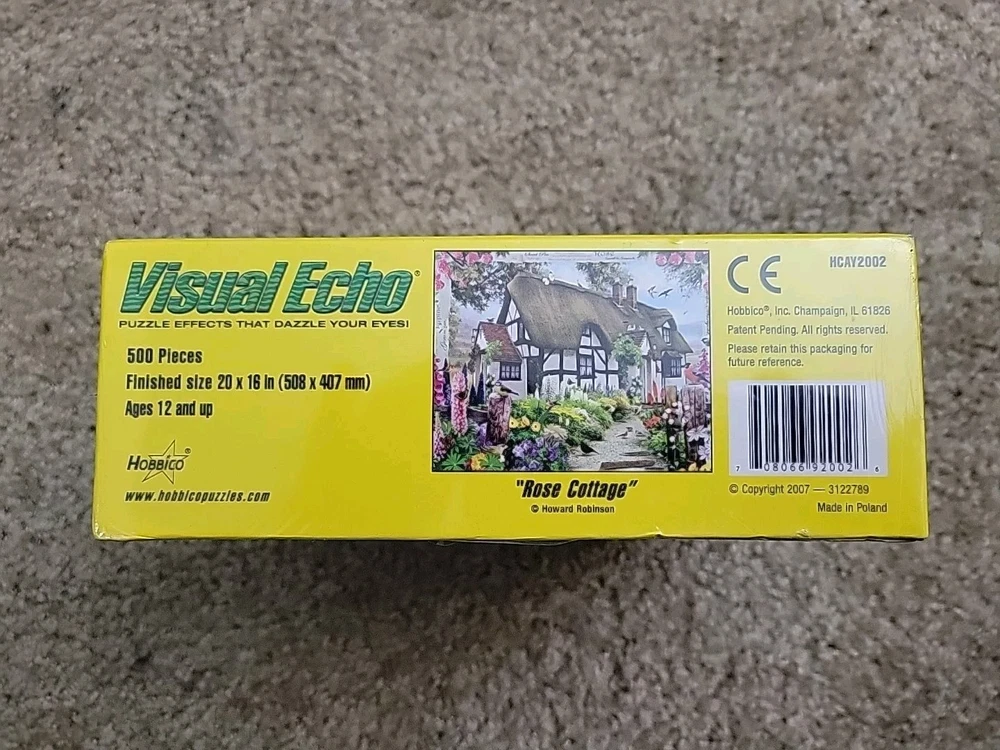 Visual Echo®
PUZZLE EFFECTS THAT DAZZLE YOUR EYES!
500 Pieces
Finished size 20 x 16 in (508 x 407 mm)
Ages 12 and up
HOBBICO®
www.hobbicopuzzles.com
"Rose Cottage"
© Howard Robinson
CE
HCAY2002
Hobbico®, Inc. Champaign, IL 61826
Patent Pending. All rights reserved.
Please retain this packaging for
future reference.
7 08066 92002 6
© Copyright 2007 — 3122789
Made in Poland